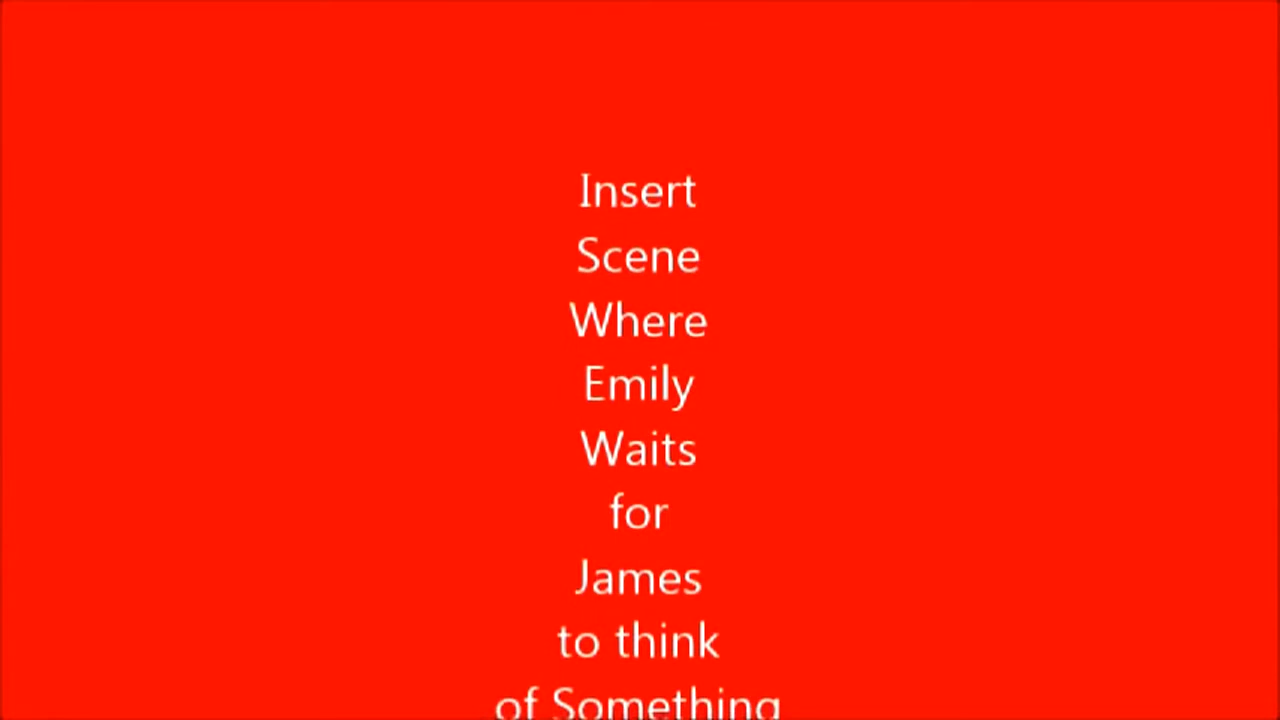 Insert
Scene
Where
Emily
Waits
for
James
to think
of Something